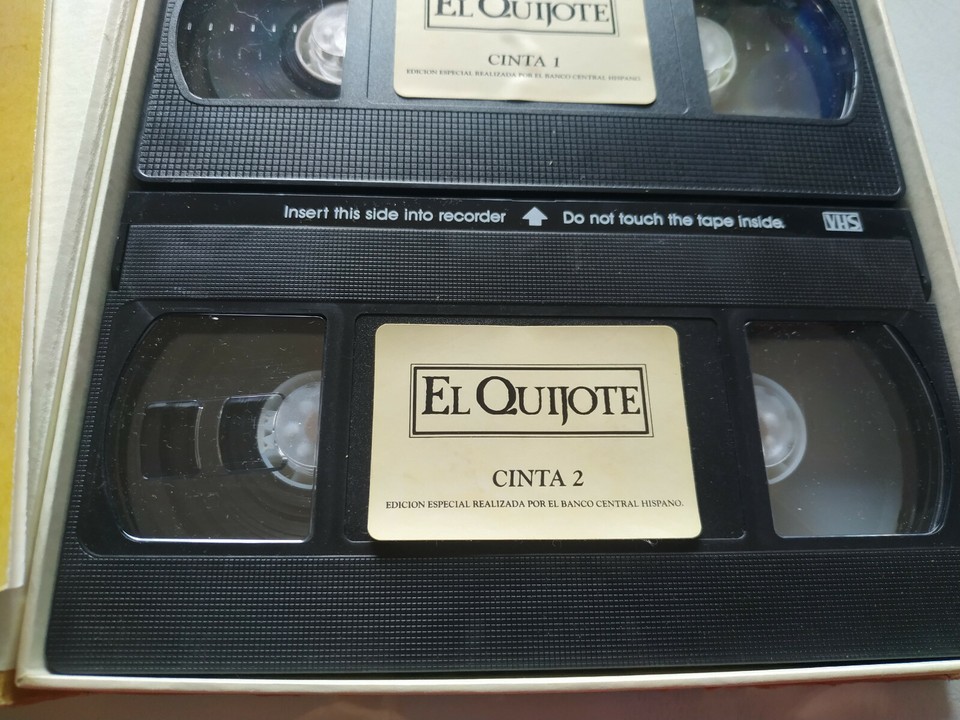 EL QUIJOTE
CINTA 1
EDICION ESPECIAL REALIZADA POR EL BANCO CENTRAL HISPANO.
Insert this side into recorder Do not touch the tape inside. VHS
EL QUIJOTE
CINTA 2
EDICION ESPECIAL REALIZADA POR EL BANCO CENTRAL HISPANO.